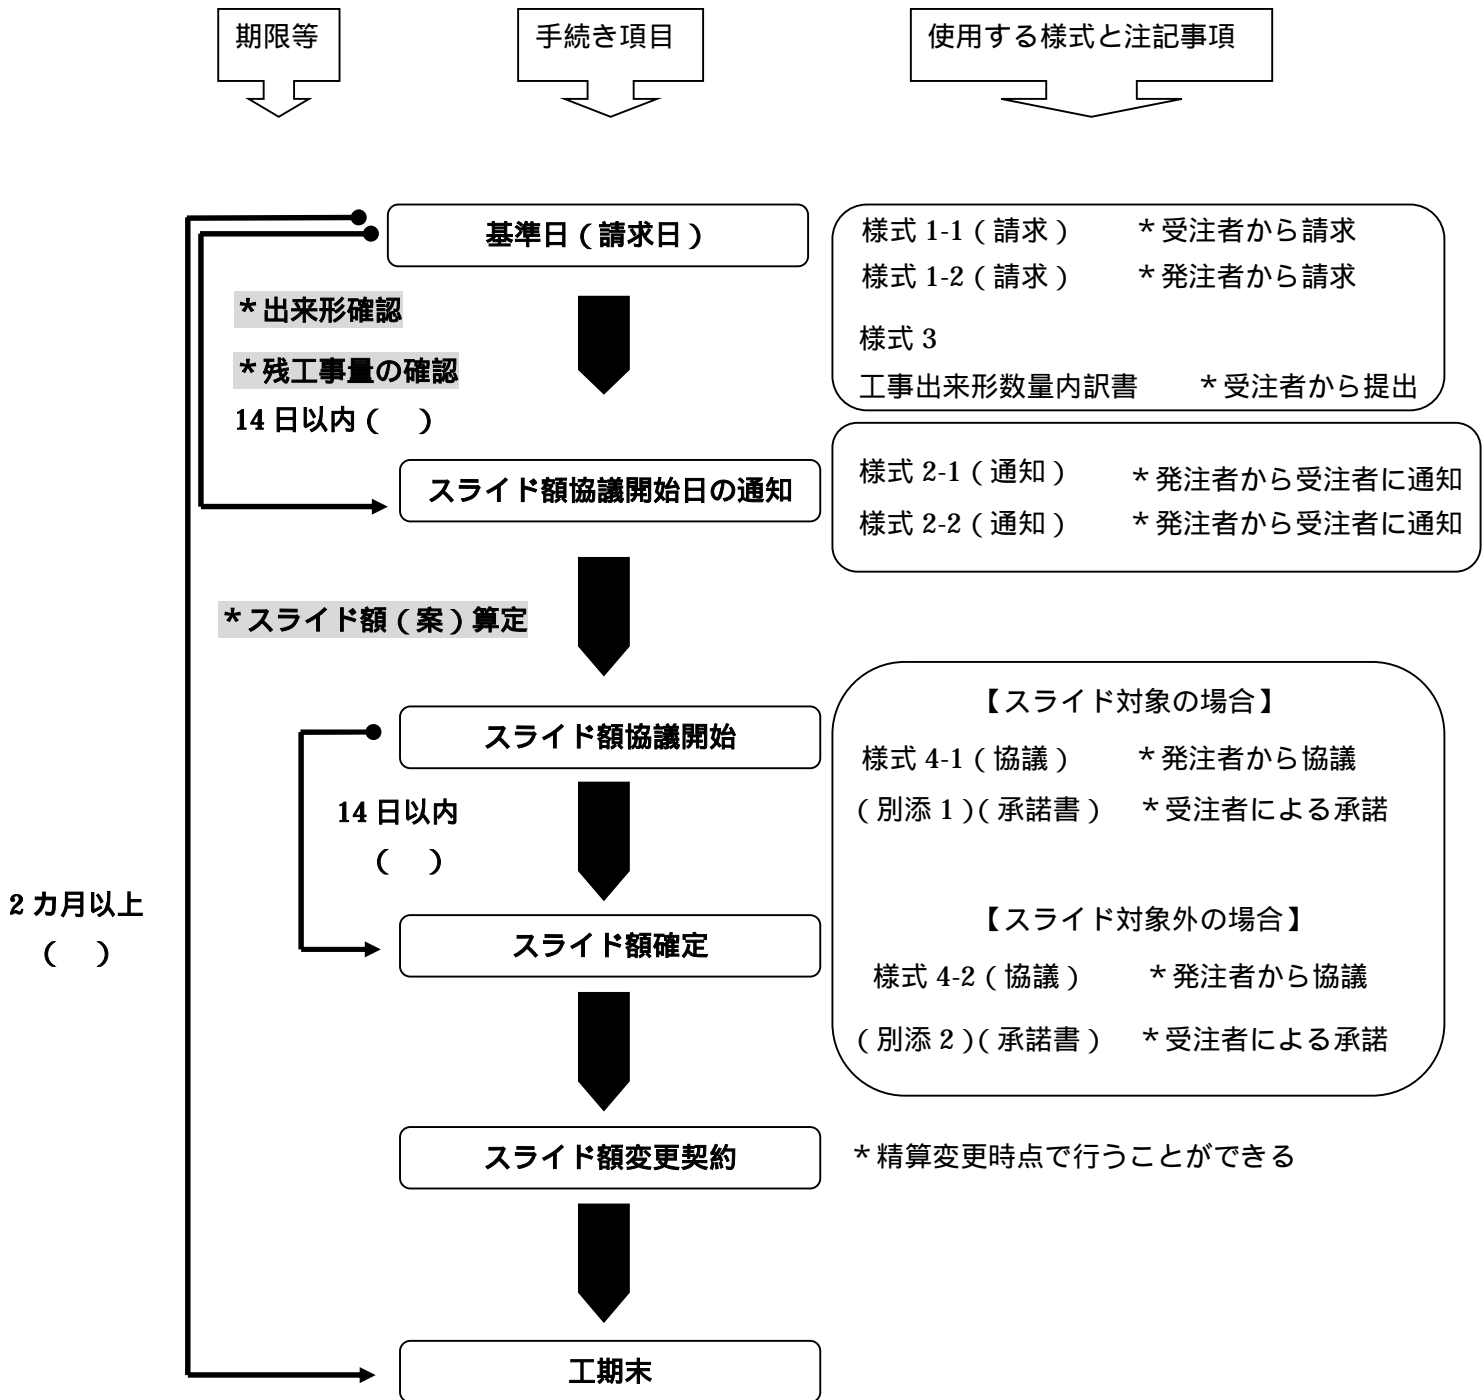 期限等
手続き項目
使用する様式と注記事項
基準日（請求日）
様式 1-1（請求） ＊受注者から請求
様式 1-2（請求） ＊発注者から請求
様式 3
工事出来形数量内訳書 ＊受注者から提出
＊出来形確認
＊残工事量の確認
14 日以内（ ）
スライド額協議開始日の通知
様式 2-1（通知） ＊発注者から受注者に通知
様式 2-2（通知） ＊発注者から受注者に通知
＊スライド額（案）算定
スライド額協議開始
【スライド対象の場合】
様式 4-1（協議） ＊発注者から協議
（別添 1）（承諾書） ＊受注者による承諾
14 日以内
（ ）
2 カ月以上
（ ）
スライド額確定
【スライド対象外の場合】
様式 4-2（協議） ＊発注者から協議
（別添 2）（承諾書） ＊受注者による承諾
スライド額変更契約
＊精算変更時点で行うことができる
工期末